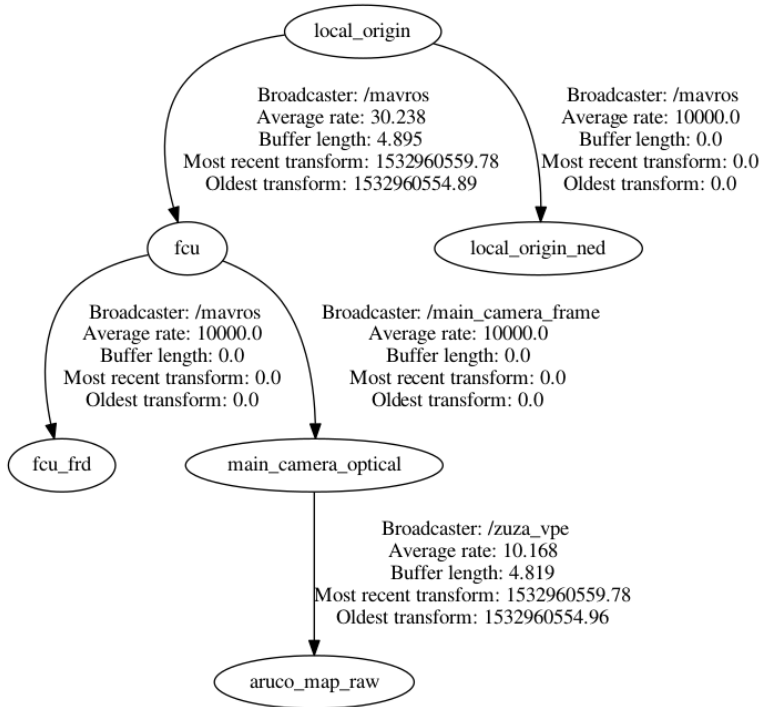 local_origin
Broadcaster: /mavros
Average rate: 30.238
Buffer length: 4.895
Most recent transform: 1532960559.78
Oldest transform: 1532960554.89
Broadcaster: /mavros
Average rate: 10000.0
Buffer length: 0.0
Most recent transform: 0.0
Oldest transform: 0.0
fcu
local_origin_ned
Broadcaster: /mavros
Average rate: 10000.0
Buffer length: 0.0
Most recent transform: 0.0
Oldest transform: 0.0
Broadcaster: /main_camera_frame
Average rate: 10000.0
Buffer length: 0.0
Most recent transform: 0.0
Oldest transform: 0.0
fcu_frd
main_camera_optical
Broadcaster: /zuza_vpe
Average rate: 10.168
Buffer length: 4.819
Most recent transform: 1532960559.78
Oldest transform: 1532960554.96
aruco_map_raw